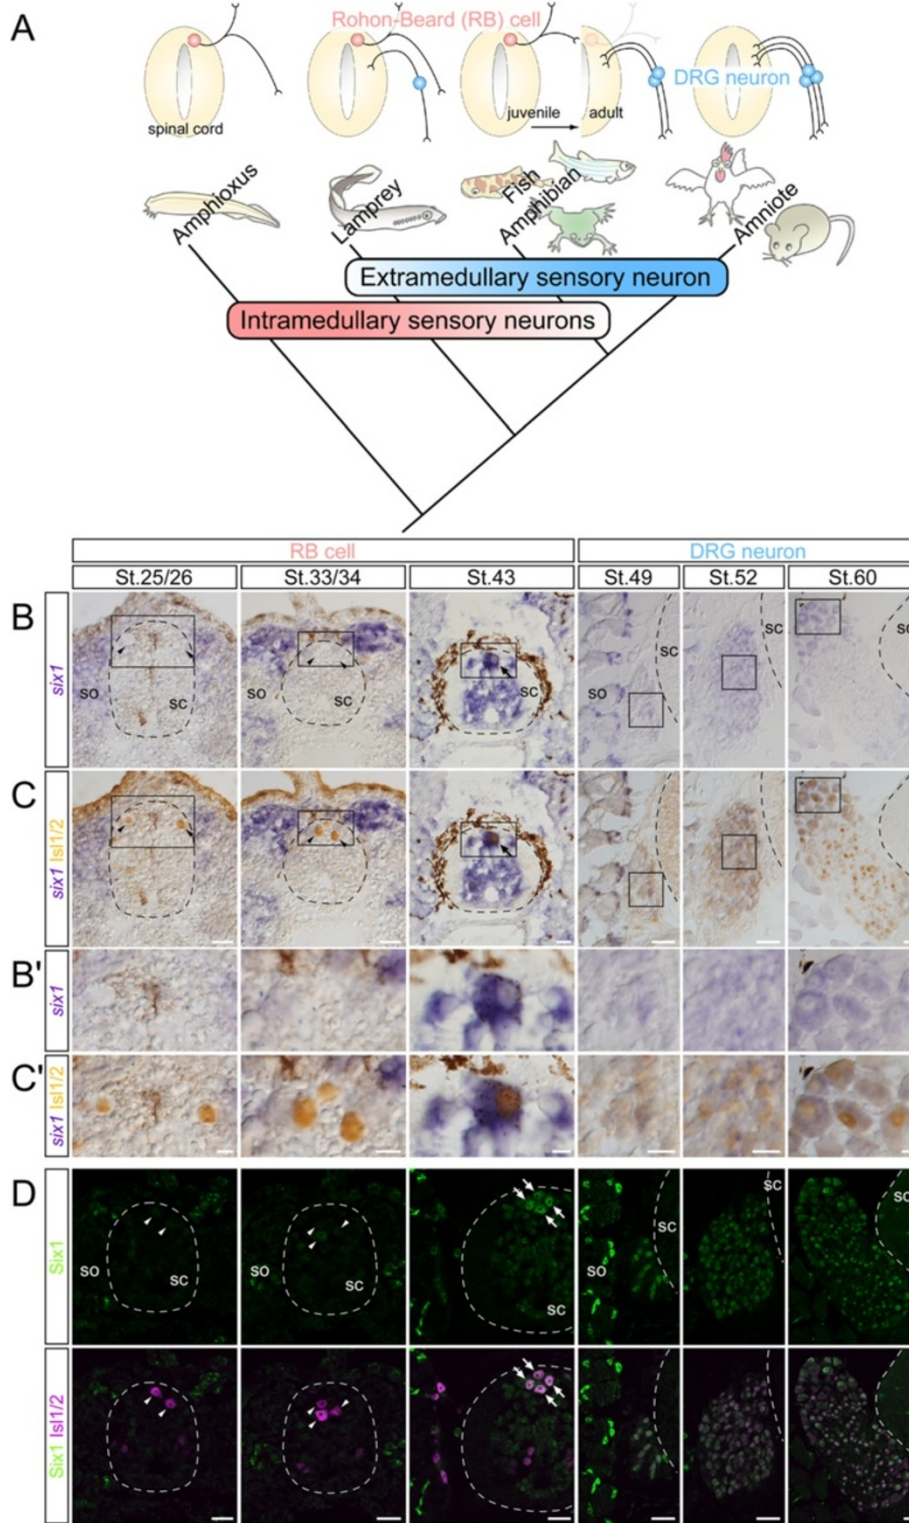 A
Rohon-Beard (RB) cell
DRG neuron
juvenile
adult
spinal cord
Amphioxus
Lamprey
Fish
Amphibian
Amniote
Extramedullary sensory neuron
Intramedullary sensory neurons
RB cell
DRG neuron
St.25/26
St.33/34
St.43
St.49
St.52
St.60
B
six1
so
sc
sc
so
sc
sc
sc
C
six1 Isl1/2
B'
six1
C'
six1 Isl1/2
D
Six1
so
sc
sc
sc
so
sc
sc
sc
Six1 Isl1/2